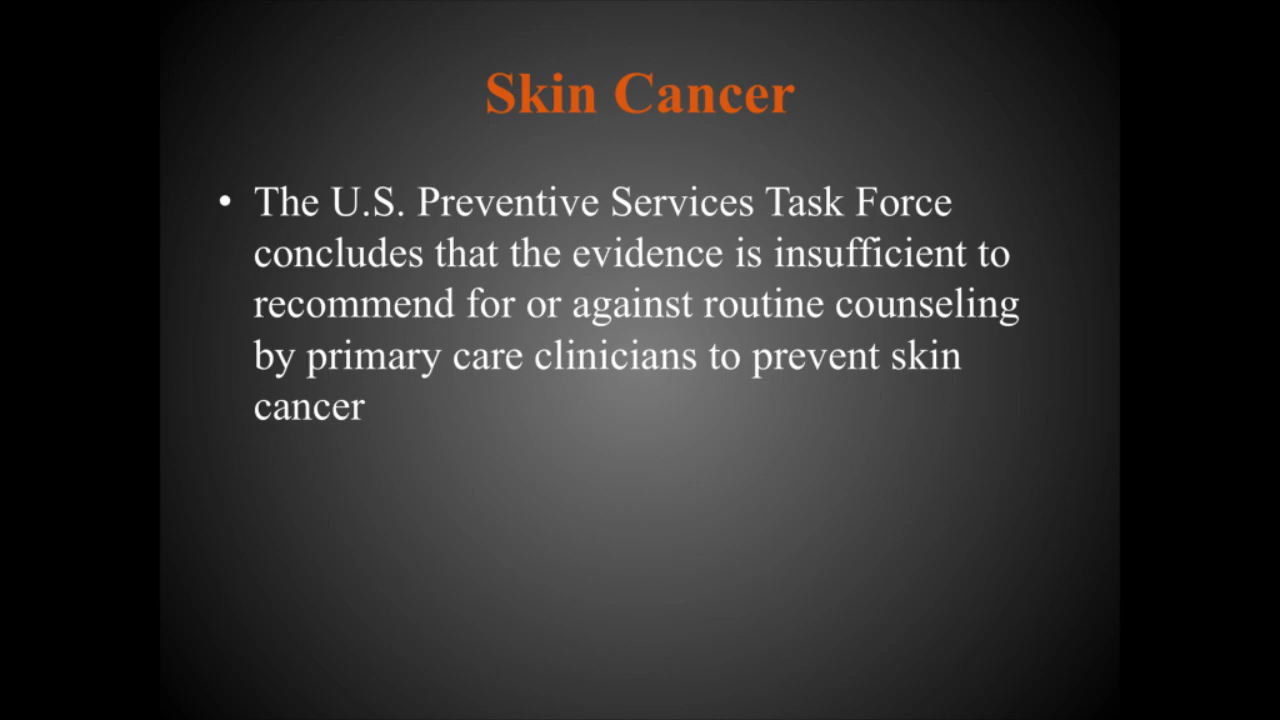 Skin Cancer
• The U.S. Preventive Services Task Force
concludes that the evidence is insufficient to
recommend for or against routine counseling
by primary care clinicians to prevent skin
cancer